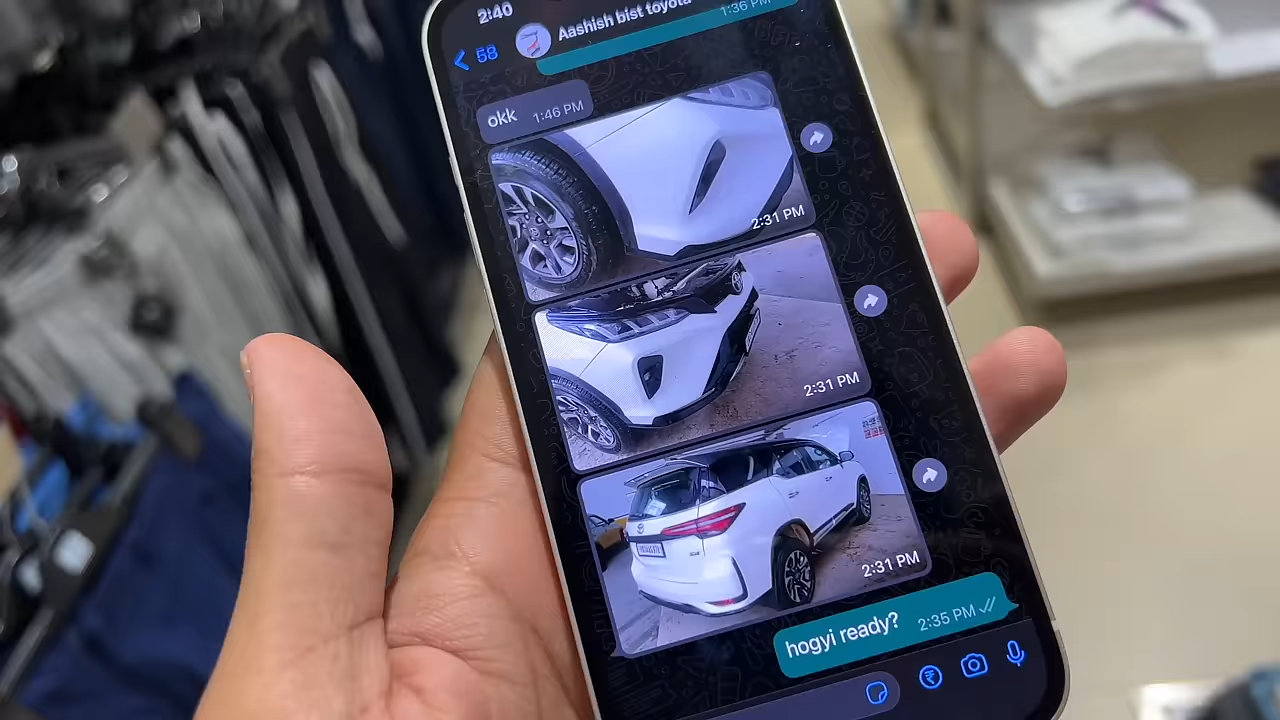 2:40
58
Aashish bist toyota
1:36 PM
okk 1:46 PM
2:31 PM
2:31 PM
2:31 PM
hogyi ready? 2:35 PM